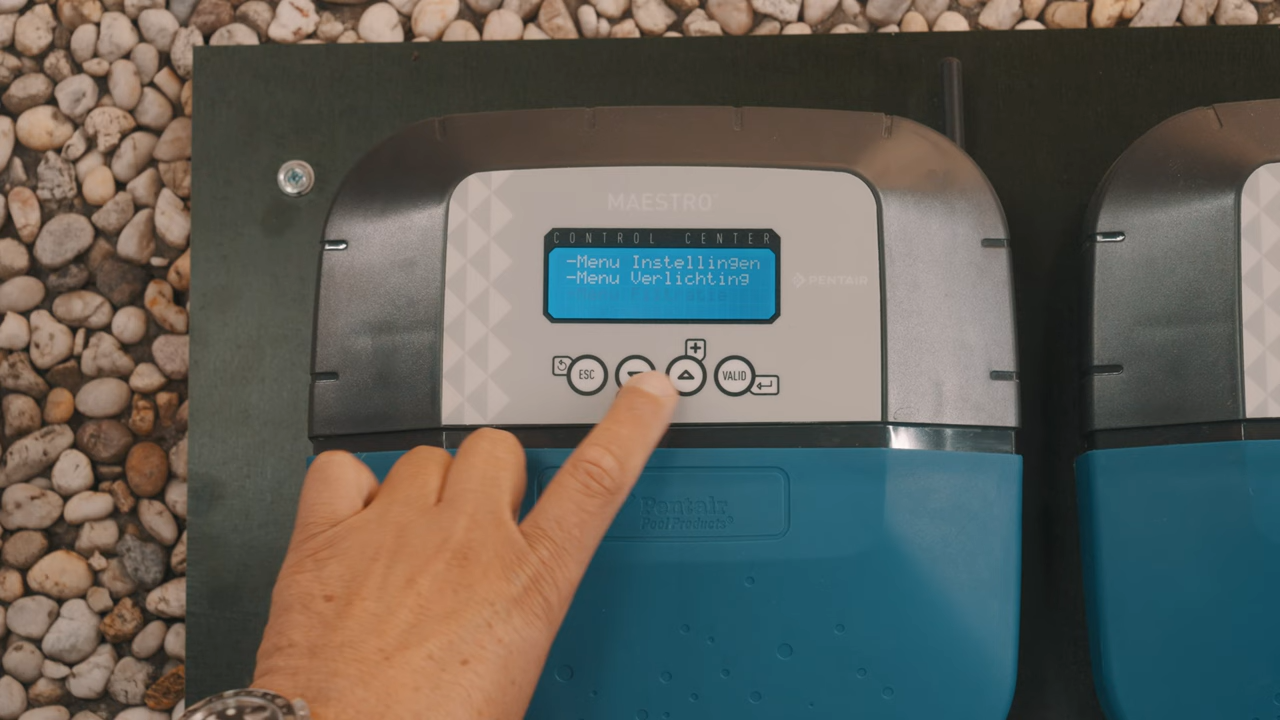 MAESTRO
CONTROL CENTER
-Menu Instellingen
-Menu Verlichting
PENTAIR
ESC
VALID
Pentair
Pool Products®